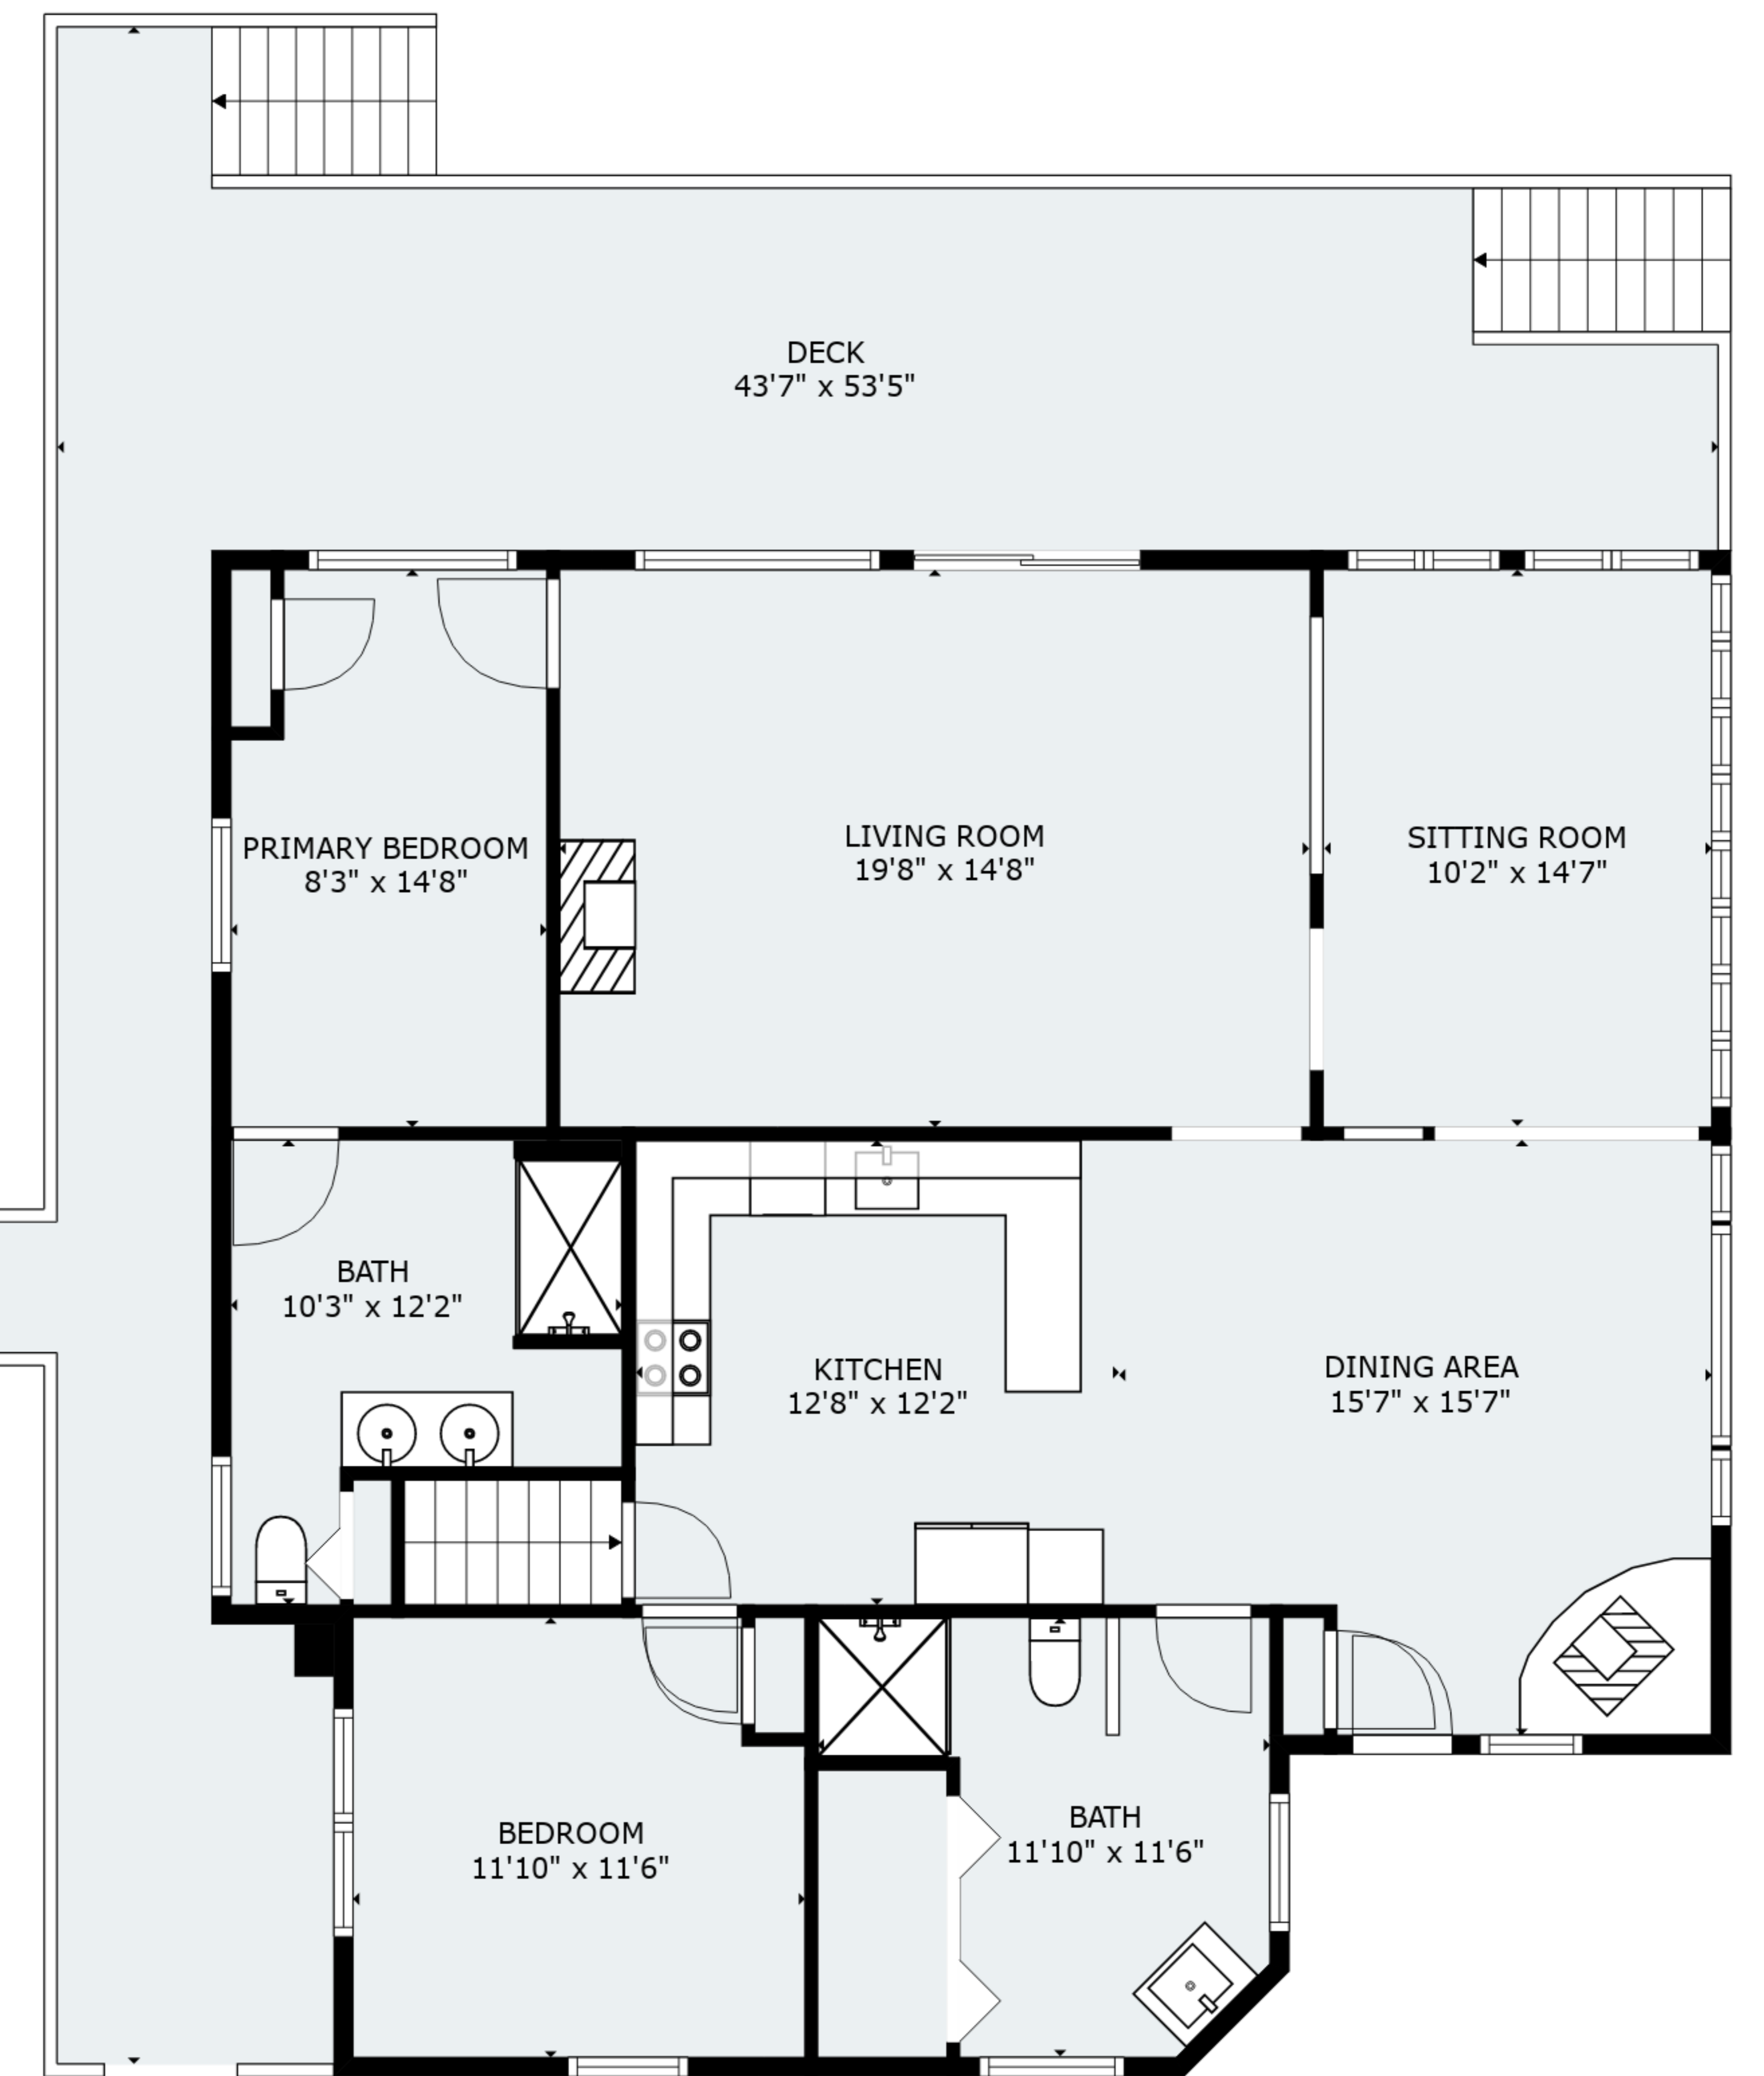 DECK
43'7" x 53'5"
PRIMARY BEDROOM
8'3" x 14'8"
LIVING ROOM
19'8" x 14'8"
SITTING ROOM
10'2" x 14'7"
BATH
10'3" x 12'2"
KITCHEN
12'8" x 12'2"
DINING AREA
15'7" x 15'7"
BEDROOM
11'10" x 11'6"
BATH
11'10" x 11'6"